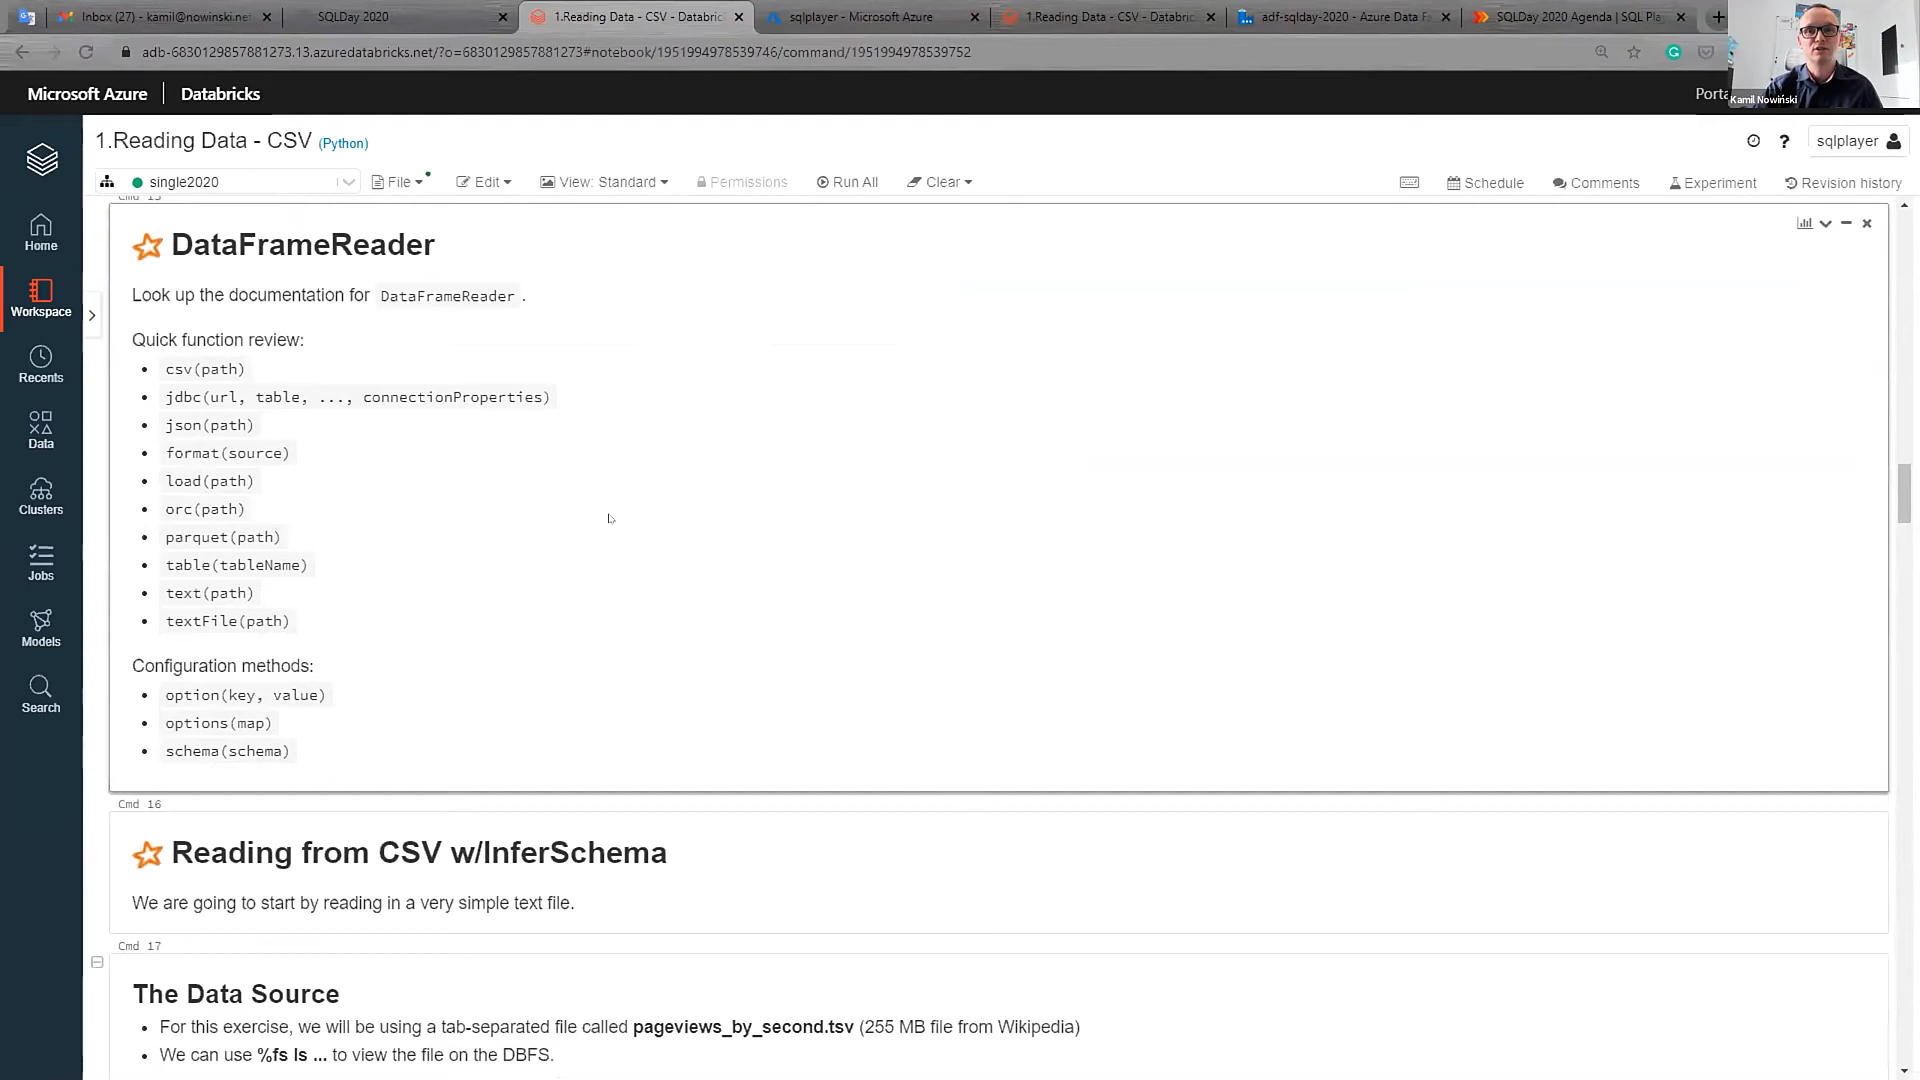 Inbox (27) - kamil@nowinski.net
SQLDay 2020
1.Reading Data - CSV - Databric
sqlplayer - Microsoft Azure
1.Reading Data - CSV - Databric
adf-sqlday-2020 - Azure Data F
SQLDay 2020 Agenda | SQL Pla
adb-6830129857881273.13.azuredatabricks.net/?o=6830129857881273#notebook/1951994978539746/command/1951994978539752
Microsoft Azure | Databricks
Porta
Kamil Nowiński
1.Reading Data - CSV (Python)
? sqlplayer
single2020
File
Edit
View: Standard
Permissions
Run All
Clear
Schedule
Comments
Experiment
Revision history
Home
Workspace
Recents
Data
Clusters
Jobs
Models
Search
Cmd 15
DataFrameReader
Look up the documentation for DataFrameReader .
Quick function review:
• csv(path)
• jdbc(url, table, ..., connectionProperties)
• json(path)
• format(source)
• load(path)
• orc(path)
• parquet(path)
• table(tableName)
• text(path)
• textFile(path)
Configuration methods:
• option(key, value)
• options(map)
• schema(schema)
Cmd 16
Reading from CSV w/InferSchema
We are going to start by reading in a very simple text file.
Cmd 17
The Data Source
• For this exercise, we will be using a tab-separated file called pageviews_by_second.tsv (255 MB file from Wikipedia)
• We can use %fs ls ... to view the file on the DBFS.